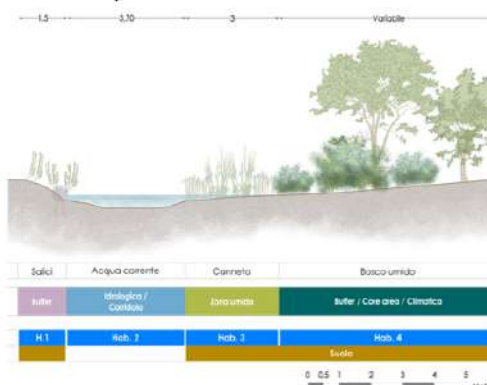 1.5 3,70 3 Variabile
Salici Acqua corrente Canneto Bosco umido
Buffer Idrologica / Corridoio Zona umida Buffer / Core area / Climatica
H.1 Hab. 2 Hab. 3 Hab. 4
Suolo
0 0.5 1 2 3 4 5